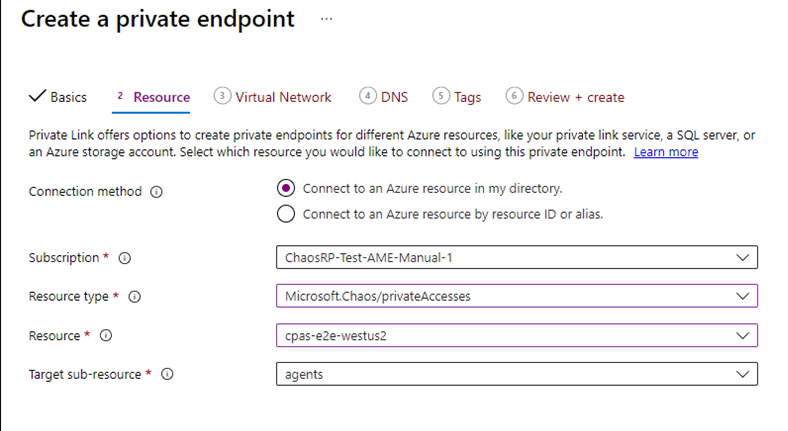 Create a private endpoint ...
Basics 2 Resource 3 Virtual Network 4 DNS 5 Tags 6 Review + create
Private Link offers options to create private endpoints for different Azure resources, like your private link service, a SQL server, or
an Azure storage account. Select which resource you would like to connect to using this private endpoint. Learn more
Connection method
Connect to an Azure resource in my directory.
Connect to an Azure resource by resource ID or alias.
Subscription * ChaosRP-Test-AME-Manual-1
Resource type * Microsoft.Chaos/privateAccesses
Resource * cpas-e2e-westus2
Target sub-resource * agents